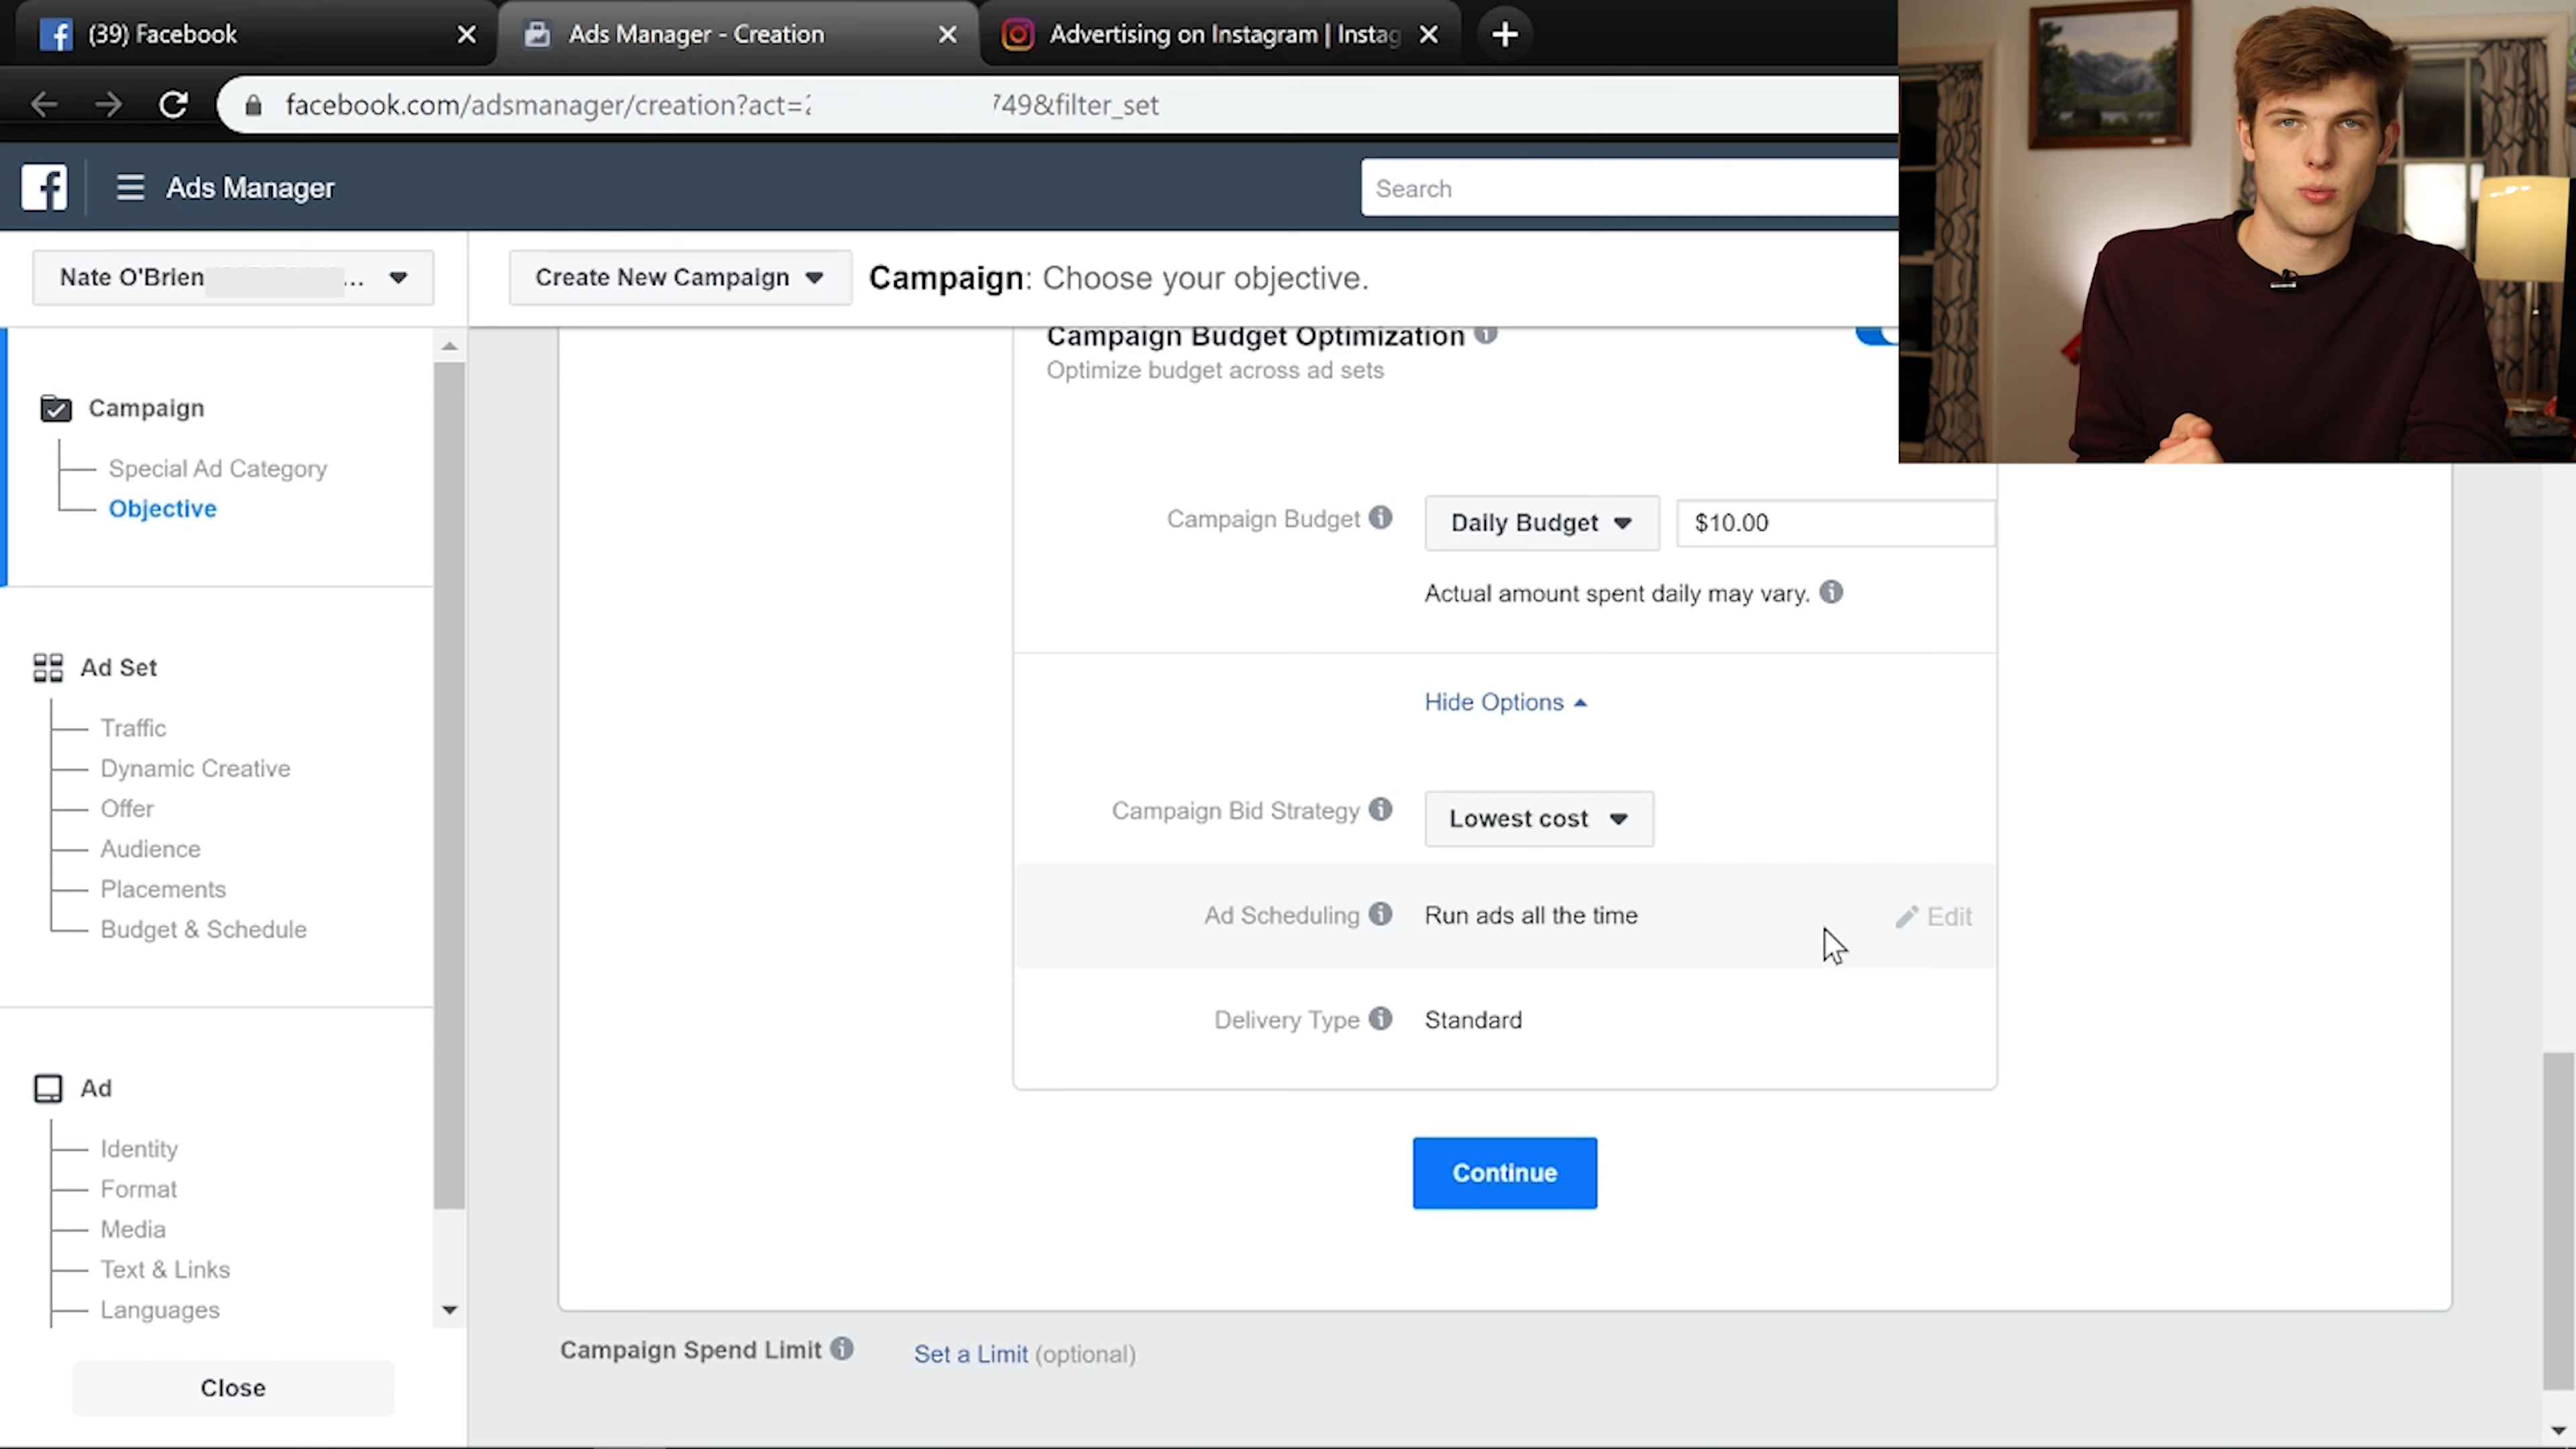 (39) Facebook
Ads Manager - Creation
Advertising on Instagram | Instag
facebook.com/adsmanager/creation?act=
749&filter_set
Ads Manager
Search
Nate O'Brien ...
Create New Campaign
Campaign: Choose your objective.
Campaign
Special Ad Category
Objective
Ad Set
Traffic
Dynamic Creative
Offer
Audience
Placements
Budget & Schedule
Ad
Identity
Format
Media
Text & Links
Languages
Close
Campaign Budget Optimization
Optimize budget across ad sets
Campaign Budget
Daily Budget
$10.00
Actual amount spent daily may vary.
Hide Options
Campaign Bid Strategy
Lowest cost
Ad Scheduling
Run ads all the time
Edit
Delivery Type
Standard
Continue
Campaign Spend Limit
Set a Limit (optional)